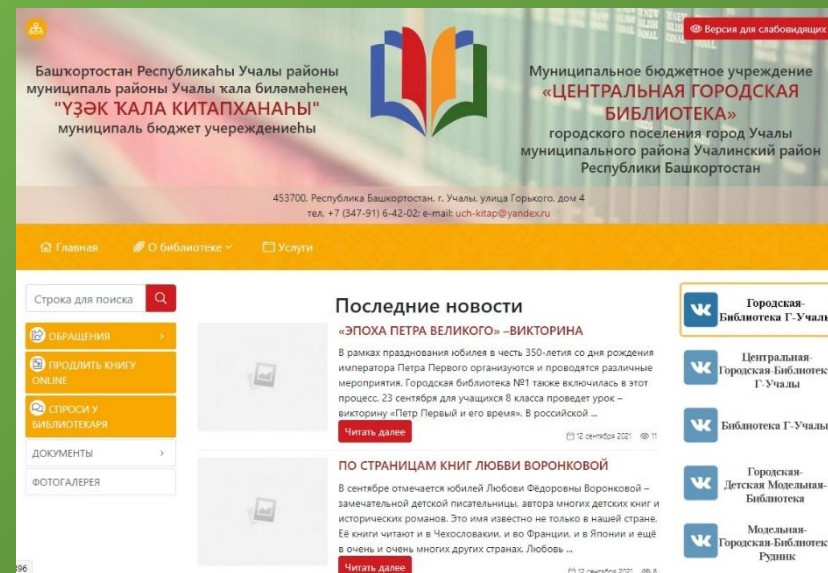 Версия для слабовидящих
Башҡортостан Республикаһы Учалы районы
муниципаль районы Учалы ҡала биләмәһенең
"ҮҘӘК ҠАЛА КИТАПХАНАҺЫ"
муниципаль бюджет учереждениеһы
Муниципальное бюджетное учреждение
«ЦЕНТРАЛЬНАЯ ГОРОДСКАЯ
БИБЛИОТЕКА»
городского поселения город Учалы
муниципального района Учалинский район
Республики Башкортостан
453700, Республика Башкортостан, г. Учалы, улица Горького, дом 4
тел. +7 (347-91) 6-42-02; e-mail: uch-kitap@yandex.ru
Главная
О библиотеке
Услуги
Строка для поиска
ОБРАЩЕНИЯ
ПРОДЛИТЬ КНИГУ
ONLINE
СПРОСИ У
БИБЛИОТЕКАРЯ
ДОКУМЕНТЫ
ФОТОГАЛЕРЕЯ
Последние новости
«ЭПОХА ПЕТРА ВЕЛИКОГО» –ВИКТОРИНА
В рамках празднования юбилея в честь 350-летия со дня рождения
императора Петра Первого организуются и проводятся различные
мероприятия. Городская библиотека №1 также включилась в этот
процесс. 23 сентября для учащихся 8 класса проведет урок –
викторину «Петр Первый и его время». В российской ...
Читать далее
12 сентября 2021 11
ПО СТРАНИЦАМ КНИГ ЛЮБВИ ВОРОНКОВОЙ
В сентябре отмечается юбилей Любови Фёдоровны Воронковой –
замечательной детской писательницы, автора многих детских книг и
исторических романов. Это имя известно не только в нашей стране.
Её книги читают и в Чехословакии, и во Франции, и в Японии и ещё
в очень и очень многих других странах. Любовь ...
Читать далее
12 сентября 2021 8
Городская-
Библиотека Г-Учалы
Центральная-
Городская-Библиотек
Г-Учалы
Библиотека Г-Учалы
Городская-
Детская Модельная-
Библиотека
Модельная-
Городская-Библиотек
Рудник
896